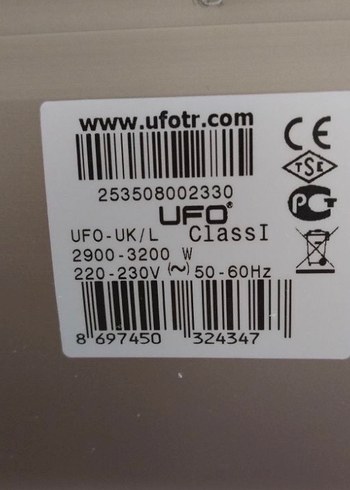 www.ufotr.com
253508002330
UFO®
UFO-UK/L ClassI
2900-3200 W
220-230V (~) 50-60Hz
8 697450 324347
CE
TSE
PCT